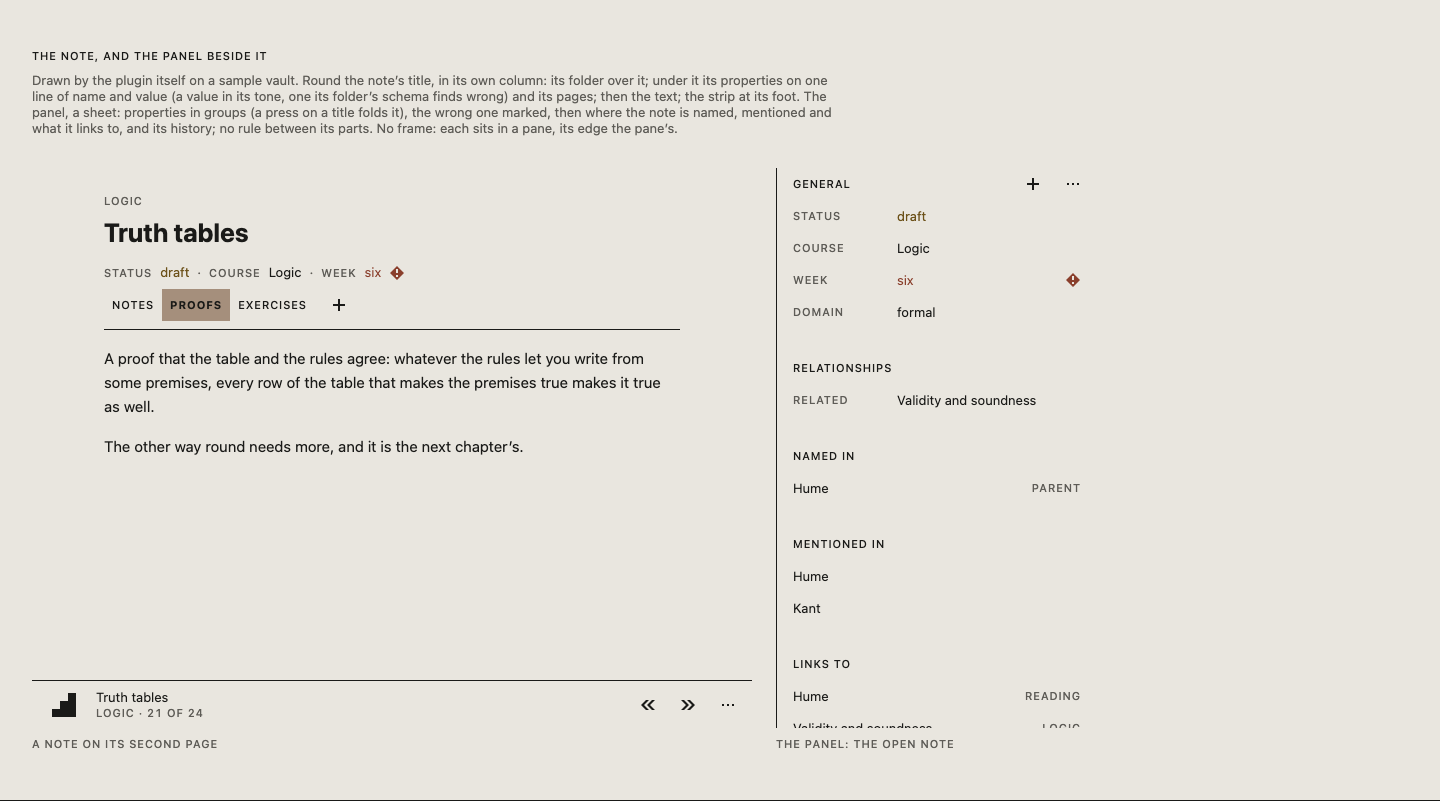 THE NOTE, AND THE PANEL BESIDE IT
Drawn by the plugin itself on a sample vault. Round the note’s title, in its own column: its folder over it; under it its properties on one
line of name and value (a value in its tone, one its folder’s schema finds wrong) and its pages; then the text; the strip at its foot. The
panel, a sheet: properties in groups (a press on a title folds it), the wrong one marked, then where the note is named, mentioned and
what it links to, and its history; no rule between its parts. No frame: each sits in a pane, its edge the pane’s.
LOGIC
Truth tables
STATUS draft · COURSE Logic · WEEK six
NOTES PROOFS EXERCISES +
A proof that the table and the rules agree: whatever the rules let you write from
some premises, every row of the table that makes the premises true makes it true
as well.
The other way round needs more, and it is the next chapter’s.
Truth tables
LOGIC · 21 OF 24
« » ···
A NOTE ON ITS SECOND PAGE
GENERAL + ···
STATUS draft
COURSE Logic
WEEK six
DOMAIN formal
RELATIONSHIPS
RELATED Validity and soundness
NAMED IN
Hume PARENT
MENTIONED IN
Hume
Kant
LINKS TO
Hume READING
Validity and soundness LOGIC
THE PANEL: THE OPEN NOTE